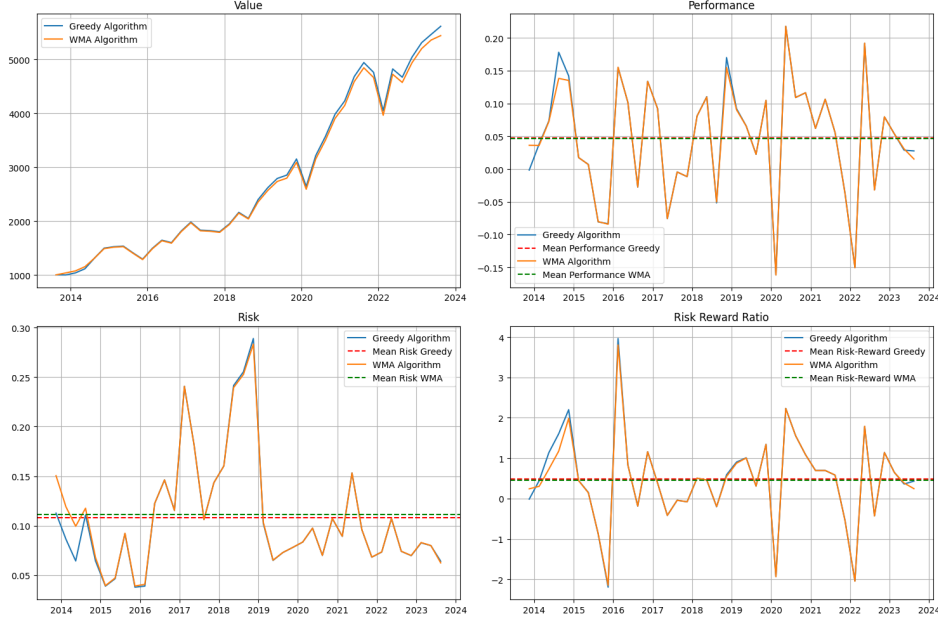 Value
Greedy Algorithm
WMA Algorithm
5000
4000
3000
2000
1000
2014 2016 2018 2020 2022 2024
Performance
0.20
0.15
0.10
0.05
0.00
−0.05
−0.10
−0.15
Greedy Algorithm
Mean Performance Greedy
WMA Algorithm
Mean Performance WMA
2014 2015 2016 2017 2018 2019 2020 2021 2022 2023 2024
Risk
0.30
0.25
0.20
0.15
0.10
0.05
Greedy Algorithm
Mean Risk Greedy
WMA Algorithm
Mean Risk WMA
2014 2015 2016 2017 2018 2019 2020 2021 2022 2023 2024
Risk Reward Ratio
4
3
2
1
0
−1
−2
Greedy Algorithm
Mean Risk-Reward Greedy
WMA Algorithm
Mean Risk-Reward WMA
2014 2015 2016 2017 2018 2019 2020 2021 2022 2023 2024